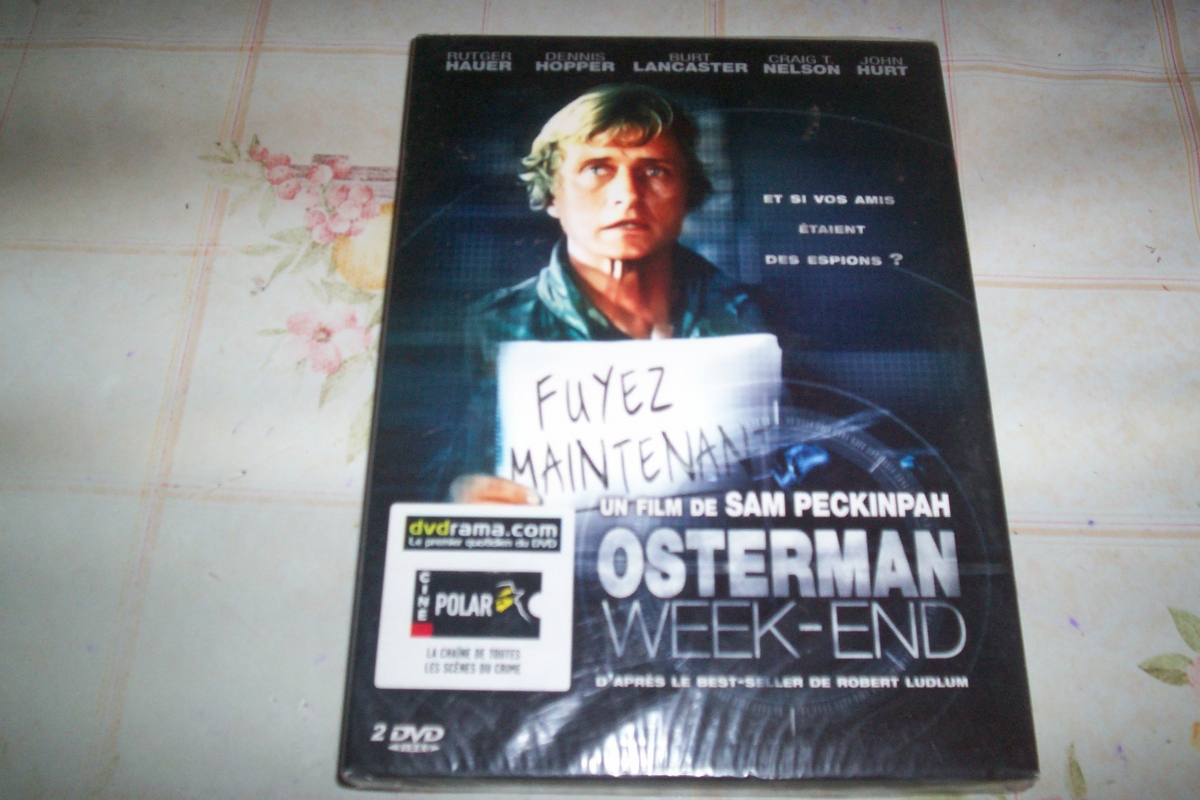 RUTGER HAUER DENNIS HOPPER BURT LANCASTER CRAIG T. NELSON JOHN HURT
ET SI VOS AMIS
ÉTAIENT
DES ESPIONS ?
FUYEZ
MAINTENANT
UN FILM DE SAM PECKINPAH
OSTERMAN
WEEK-END
D'APRÈS LE BEST-SELLER DE ROBERT LUDLUM
dvdrama.com
Le premier quotidien du DVD
CINÉ
POLAR
LA CHAÎNE DE TOUTES
LES SCÈNES DU CRIME
2 DVD
VIDEO